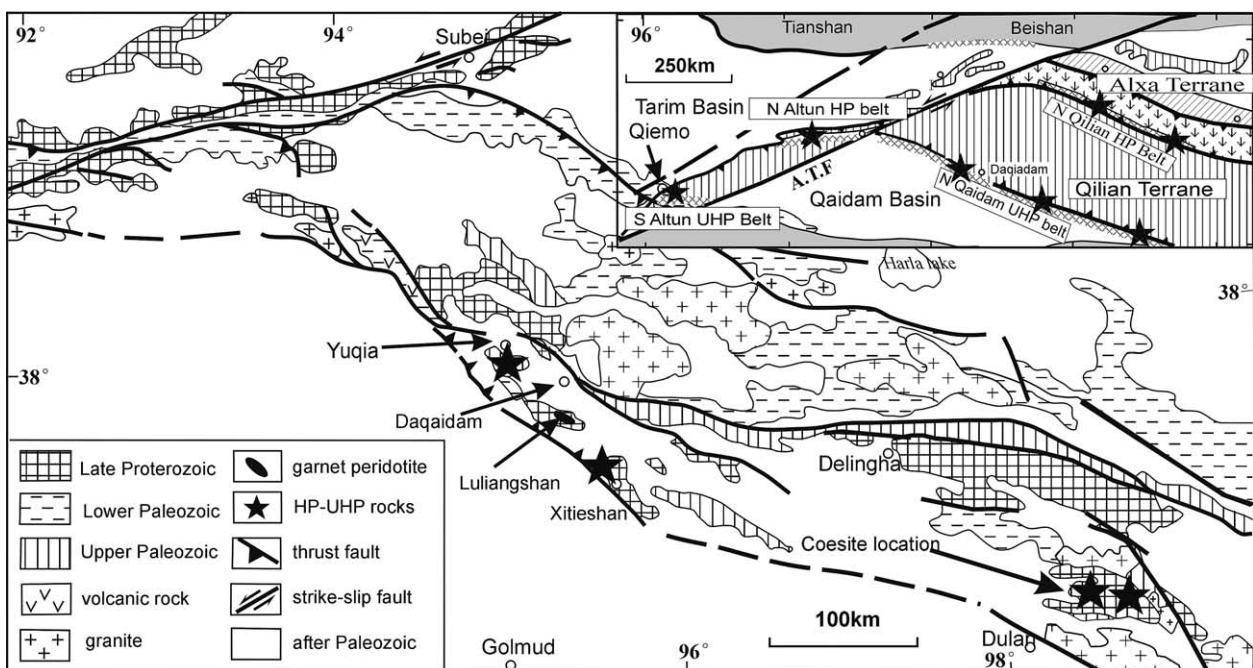 92°
94°
Subei
96°
Tianshan
Beishan
250km
Alxa Terrane
Tarim Basin
N Altun HP belt
Qiemo
N Qilian HP Belt
A.T.F
Daqiadam
Qaidam Basin
N Qaidam UHP belt
Qilian Terrane
S Altun UHP Belt
Harla lake
38°
Yuqia
38°
Daqaidam
Delingha
Luliangshan
Xitieshan
Coesite location
100km
Golmud
96°
98°
Dulan
Late Proterozoic
garnet peridotite
Lower Paleozoic
HP-UHP rocks
Upper Paleozoic
thrust fault
volcanic rock
strike-slip fault
granite
after Paleozoic